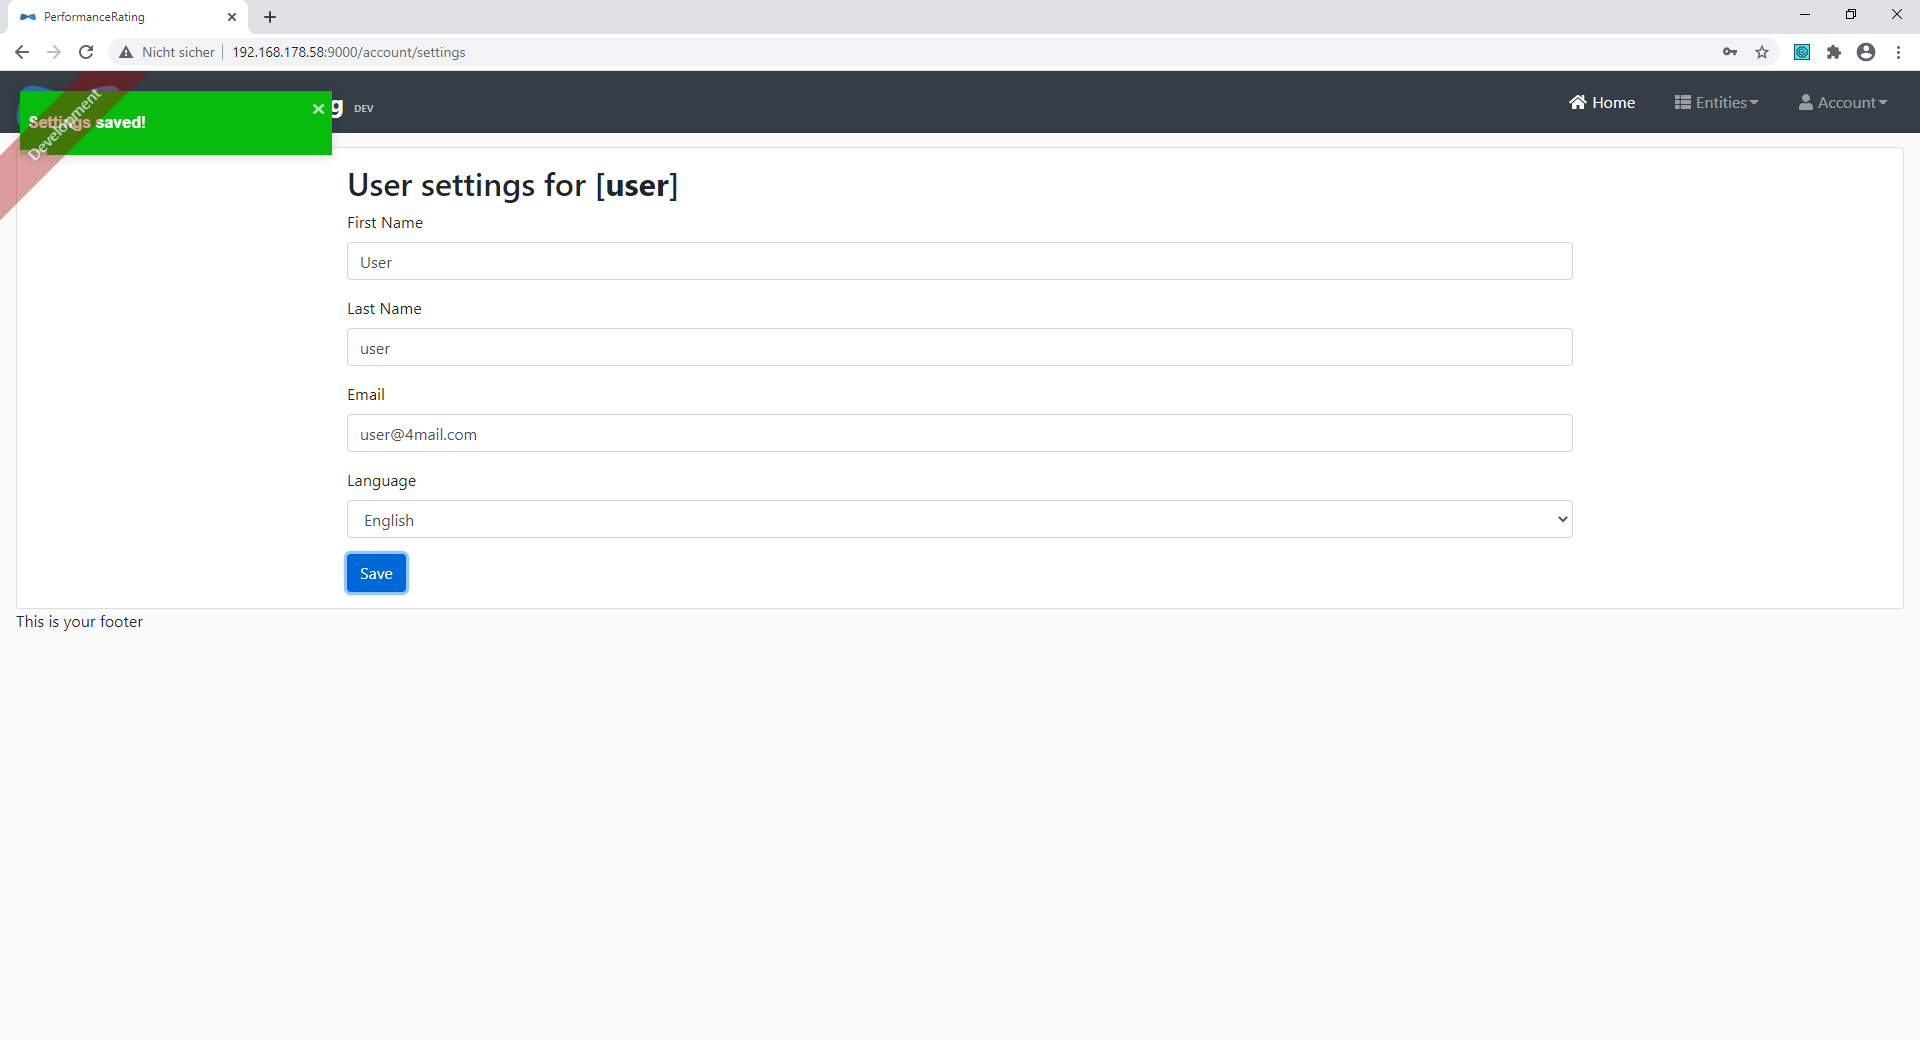 PerformanceRating
Nicht sicher
192.168.178.58:9000/account/settings
g DEV
Home
Entities
Account
Development
Settings saved!
User settings for [user]
First Name
User
Last Name
user
Email
user@4mail.com
Language
English
Save
This is your footer